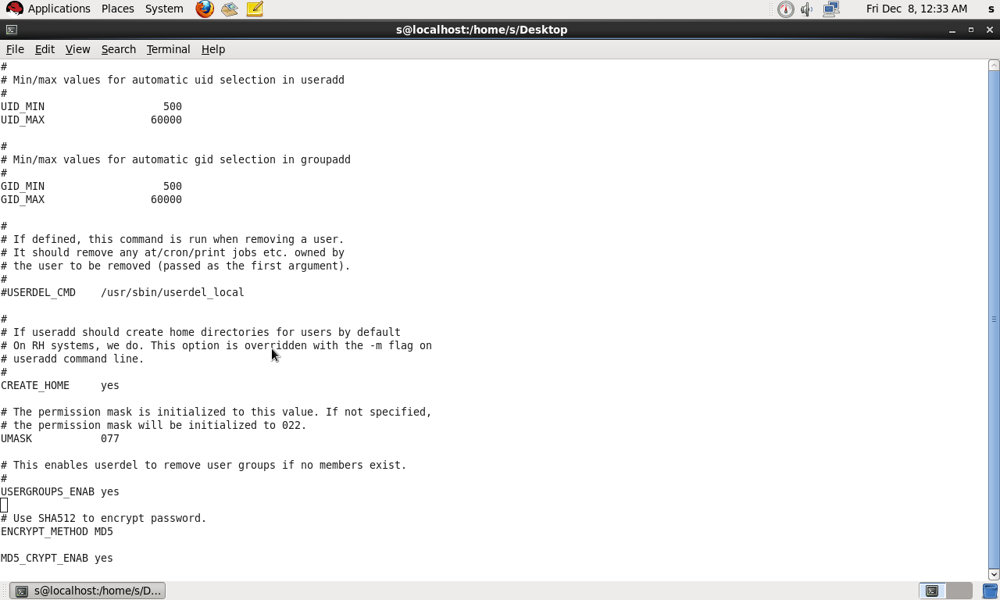 Applications Places System Fri Dec 8, 12:33 AM s
s@localhost:/home/s/Desktop
File Edit View Search Terminal Help
#
# Min/max values for automatic uid selection in useradd
#
UID_MIN 500
UID_MAX 60000
#
# Min/max values for automatic gid selection in groupadd
#
GID_MIN 500
GID_MAX 60000
#
# If defined, this command is run when removing a user.
# It should remove any at/cron/print jobs etc. owned by
# the user to be removed (passed as the first argument).
#
#USERDEL_CMD /usr/sbin/userdel_local
#
# If useradd should create home directories for users by default
# On RH systems, we do. This option is overridden with the -m flag on
# useradd command line.
#
CREATE_HOME yes
# The permission mask is initialized to this value. If not specified,
# the permission mask will be initialized to 022.
UMASK 077
# This enables userdel to remove user groups if no members exist.
#
USERGROUPS_ENAB yes
# Use SHA512 to encrypt password.
ENCRYPT_METHOD MD5
MD5_CRYPT_ENAB yes
s@localhost:/home/s/D...